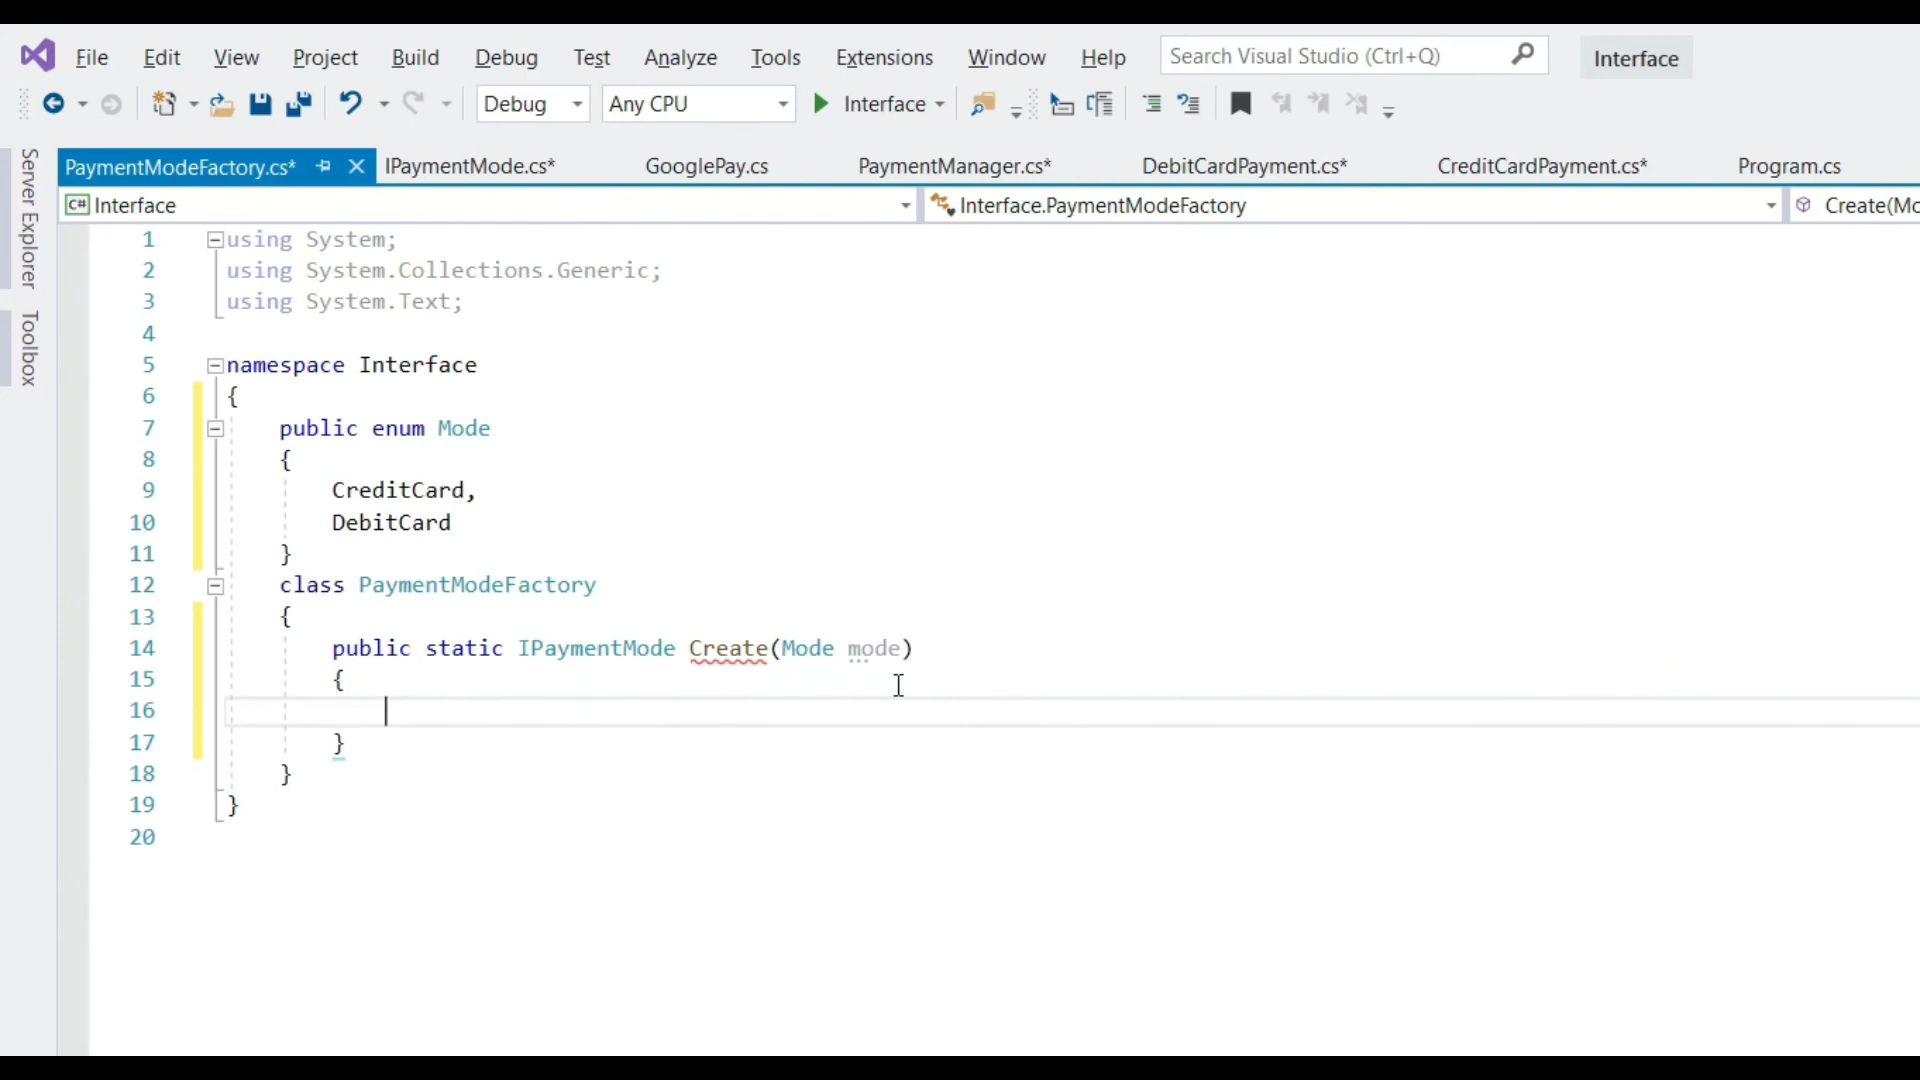 File Edit View Project Build Debug Test Analyze Tools Extensions Window Help Search Visual Studio (Ctrl+Q) Interface
Debug Any CPU Interface
Server Explorer
Toolbox
PaymentModeFactory.cs* IPaymentMode.cs* GooglePay.cs PaymentManager.cs* DebitCardPayment.cs* CreditCardPayment.cs* Program.cs
C# Interface Interface.PaymentModeFactory Create(Mo
1 using System;
2 using System.Collections.Generic;
3 using System.Text;
4
5 namespace Interface
6 {
7 public enum Mode
8 {
9 CreditCard,
10 DebitCard
11 }
12 class PaymentModeFactory
13 {
14 public static IPaymentMode Create(Mode mode)
15 {
16
17 }
18 }
19 }
20